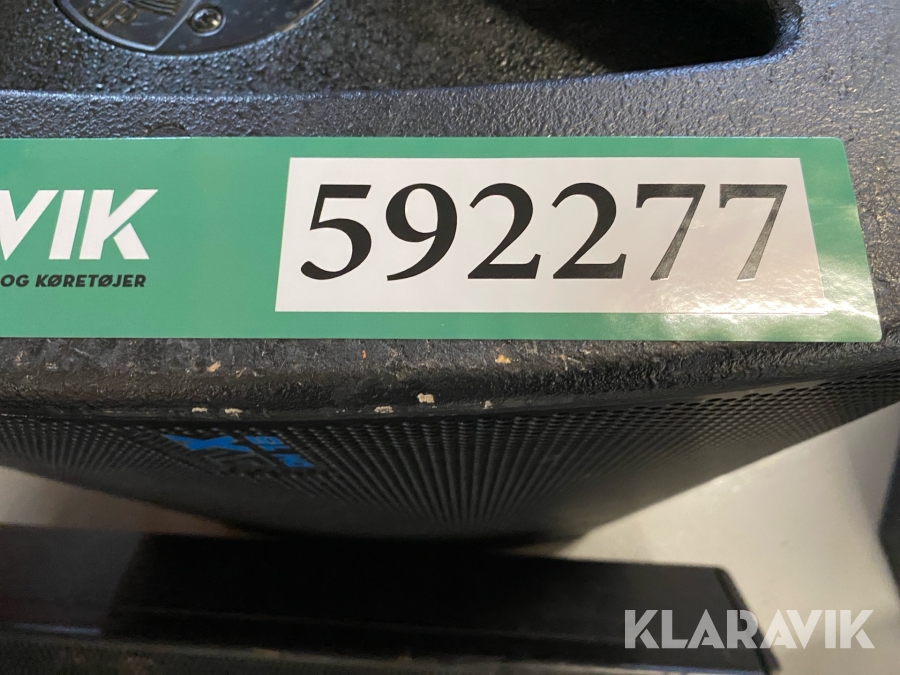 VIK
OG KØRETØJER
592277
KLARAVIK